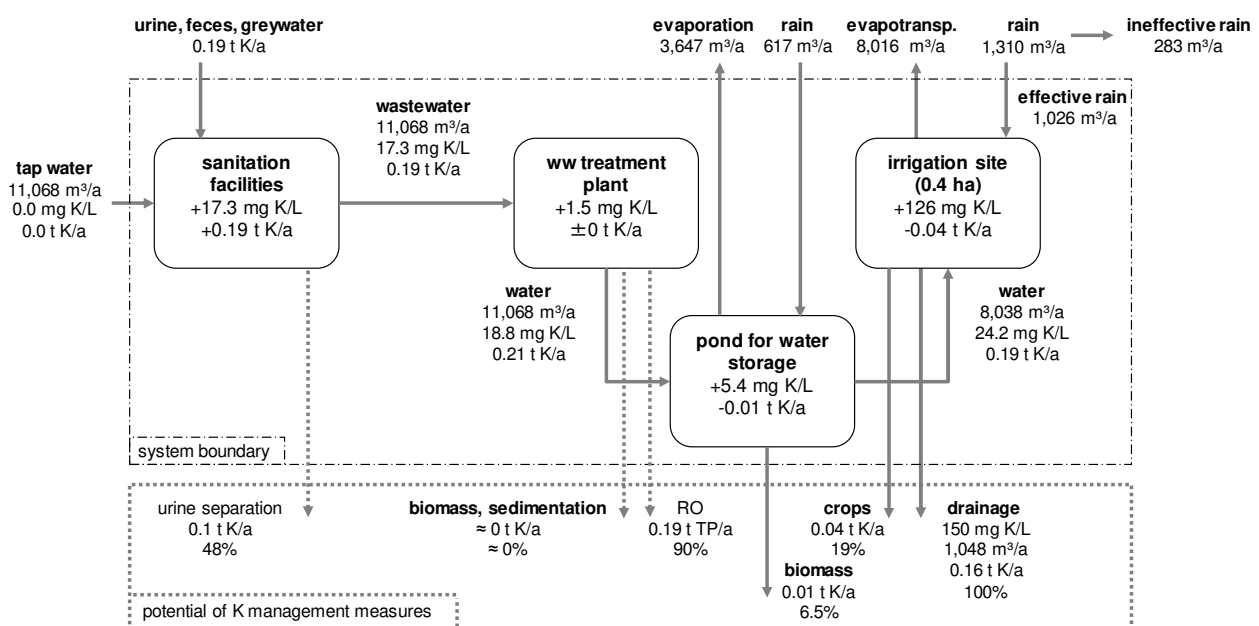 urine, feces, greywater
0.19 t K/a
evaporation
3,647 m³/a
rain
617 m³/a
evapotransp.
8,016 m³/a
rain
1,310 m³/a
ineffective rain
283 m³/a
effective rain
1,026 m³/a
tap water
11,068 m³/a
0.0 mg K/L
0.0 t K/a
sanitation
facilities
+17.3 mg K/L
+0.19 t K/a
wastewater
11,068 m³/a
17.3 mg K/L
0.19 t K/a
ww treatment
plant
+1.5 mg K/L
±0 t K/a
irrigation site
(0.4 ha)
+126 mg K/L
-0.04 t K/a
water
11,068 m³/a
18.8 mg K/L
0.21 t K/a
pond for water
storage
+5.4 mg K/L
-0.01 t K/a
water
8,038 m³/a
24.2 mg K/L
0.19 t K/a
system boundary
urine separation
0.1 t K/a
48%
biomass, sedimentation
≈ 0 t K/a
≈ 0%
RO
0.19 t TP/a
90%
crops
0.04 t K/a
19%
biomass
0.01 t K/a
6.5%
drainage
150 mg K/L
1,048 m³/a
0.16 t K/a
100%
potential of K management measures